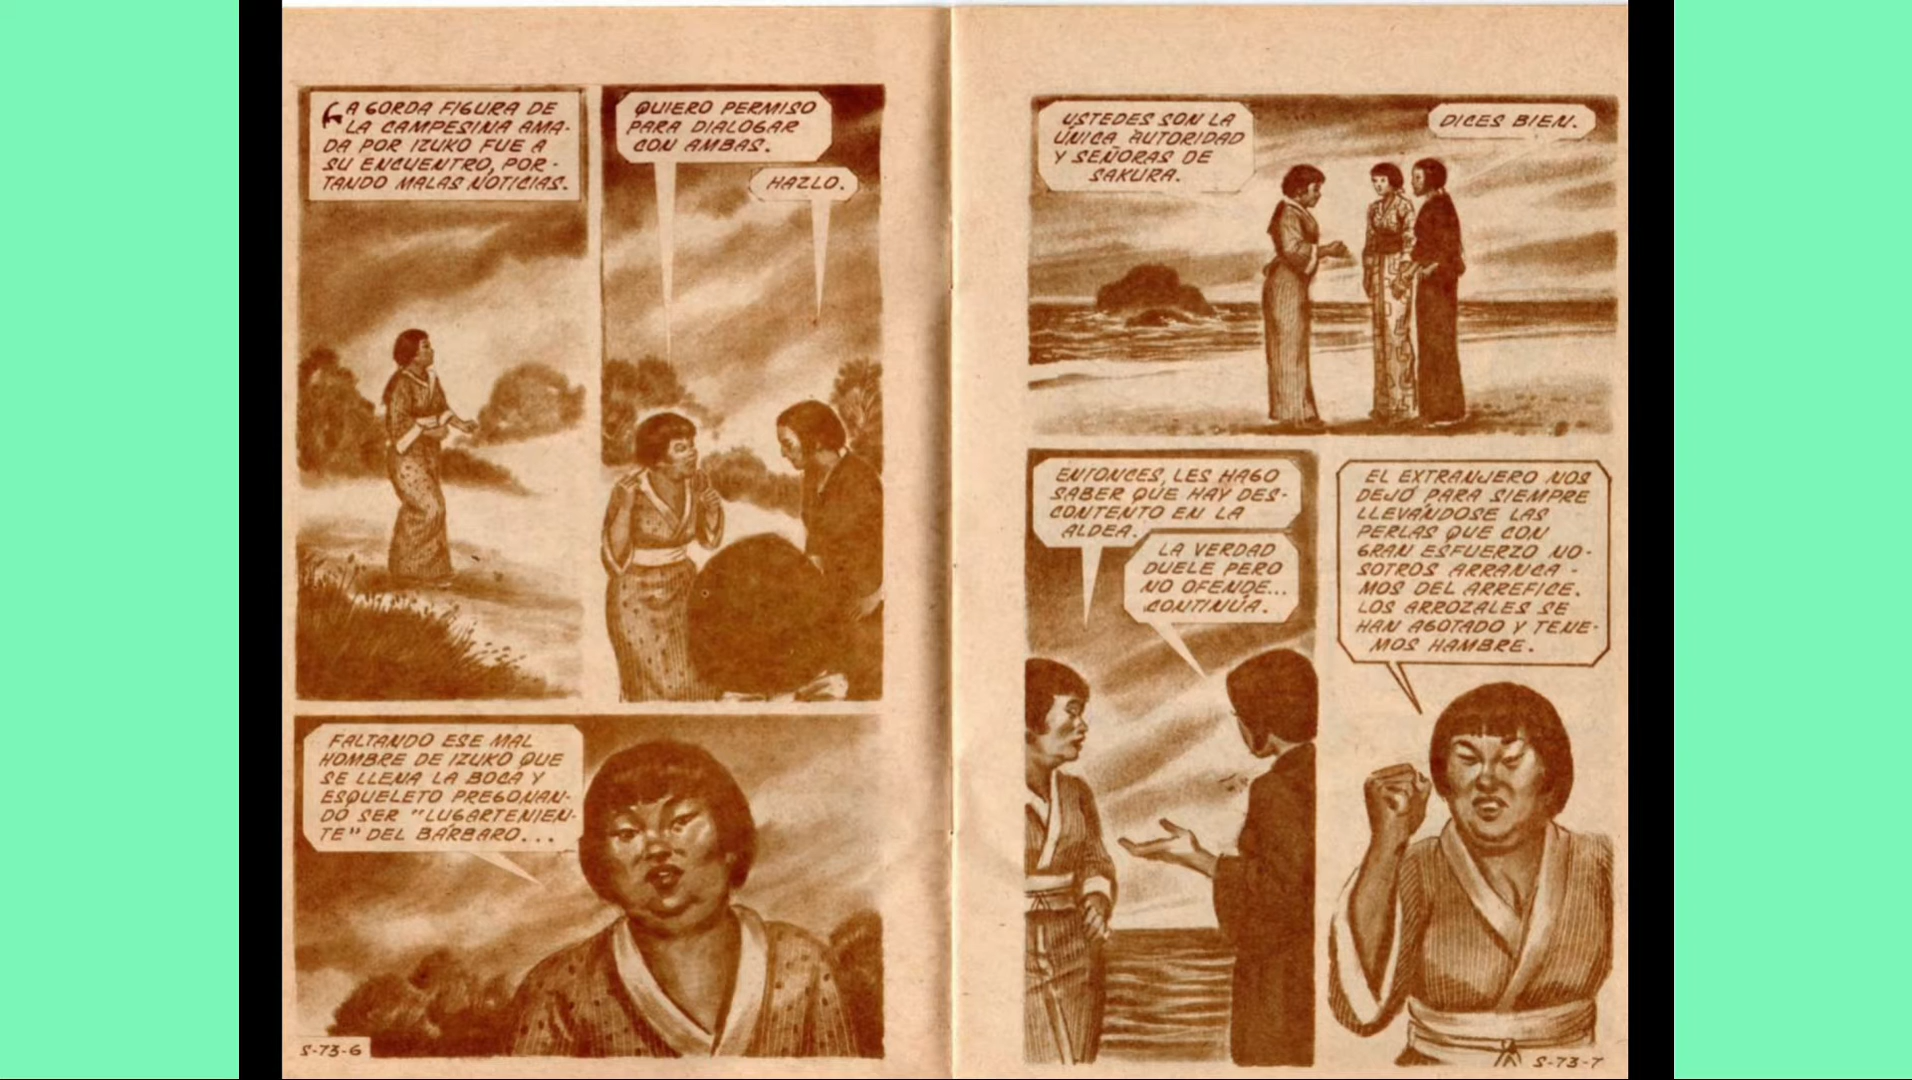 LA GORDA FIGURA DE
LA CAMPESINA AMA-
DA POR IZUKO FUE A
SU ENCUENTRO, POR-
TANDO MALAS NOTICIAS.
QUIERO PERMISO
PARA DIALOGAR
CON AMBAS.
HAZLO.
FALTANDO ESE MAL
HOMBRE DE IZUKO QUE
SE LLENA LA BOCA Y
ESQUELETO PREGONAN-
DO SER "LUGARTENIEN-
TE" DEL BÁRBARO...
S-73-6
USTEDES SON LA
ÚNICA AUTORIDAD
Y SEÑORAS DE
SAKURA.
DICES BIEN.
ENTONCES, LES HAGO
SABER QUE HAY DES-
CONTENTO EN LA
ALDEA.
LA VERDAD
DUELE PERO
NO OFENDE...
CONTINÚA.
EL EXTRANJERO NOS
DEJÓ PARA SIEMPRE
LLEVÁNDOSE LAS
PERLAS QUE CON
GRAN ESFUERZO NO-
SOTROS ARRANCA-
MOS DEL ARREFICE.
LOS ARROZALES SE
HAN AGOTADO Y TENE-
MOS HAMBRE.
S-73-7